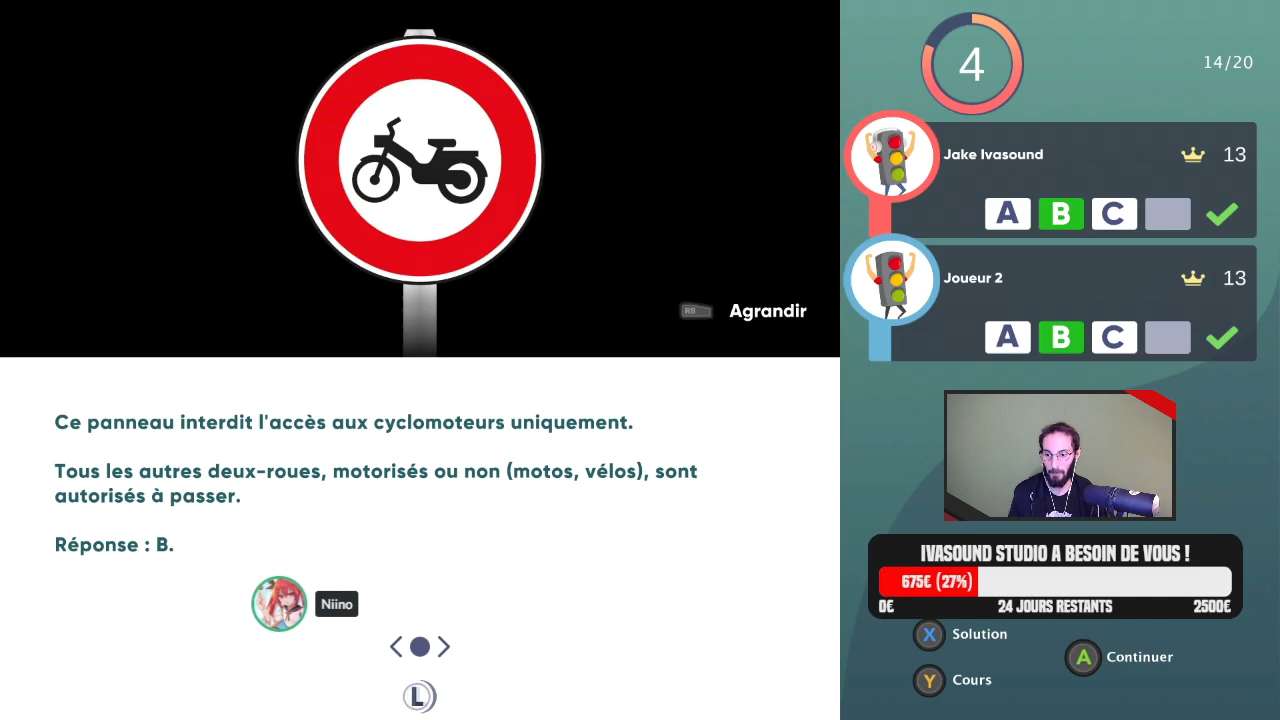 RB
Agrandir
Ce panneau interdit l'accès aux cyclomoteurs uniquement.
Tous les autres deux-roues, motorisés ou non (motos, vélos), sont
autorisés à passer.
Réponse : B.
Niino
L
4
14/20
Jake Ivasound
13
A B C
Joueur 2
13
A B C
IVASOUND STUDIO A BESOIN DE VOUS !
675€ (27%)
0€ 24 JOURS RESTANTS 2500€
X Solution
A Continuer
Y Cours